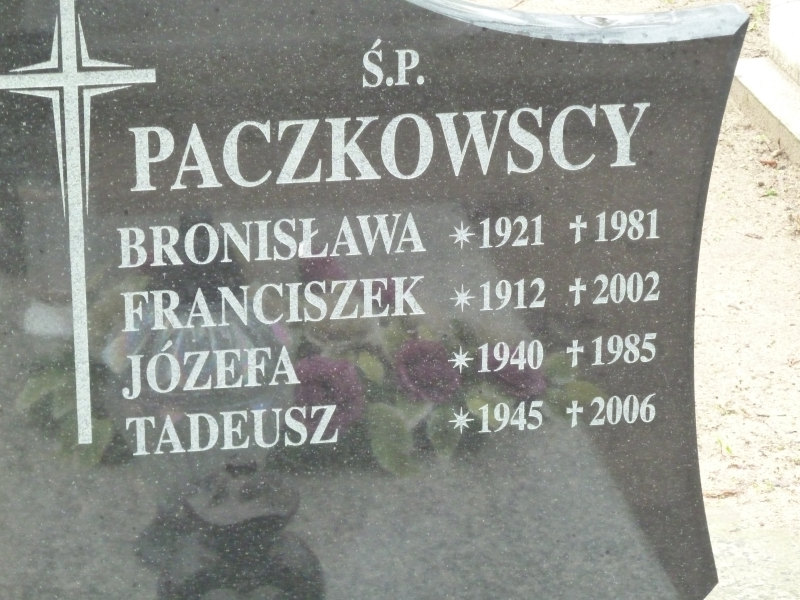 Ś.P.
PACZKOWSCY
BRONISŁAWA ✴1921 ✝1981
FRANCISZEK ✴1912 ✝2002
JÓZEFA ✴1940 ✝1985
TADEUSZ ✴1945 ✝2006